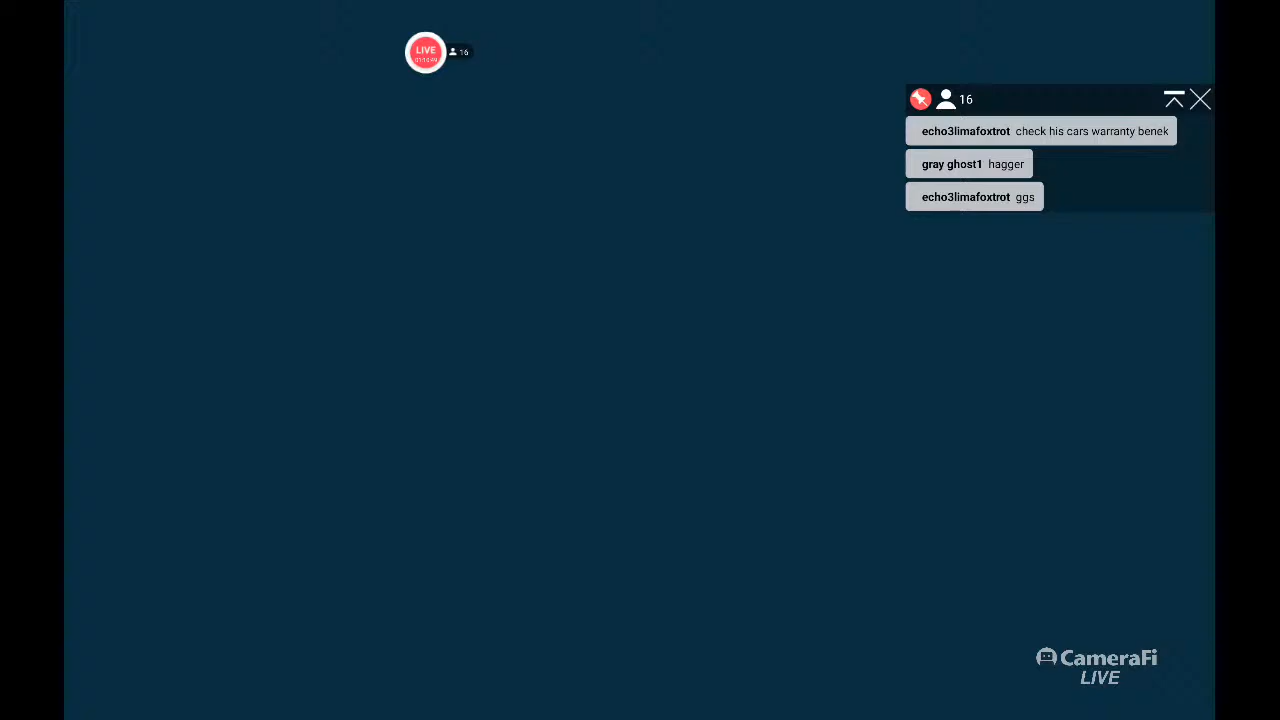 LIVE
16
16
echo3limafoxtrot check his cars warranty benek
gray ghost1 hagger
echo3limafoxtrot ggs
CameraFi
LIVE